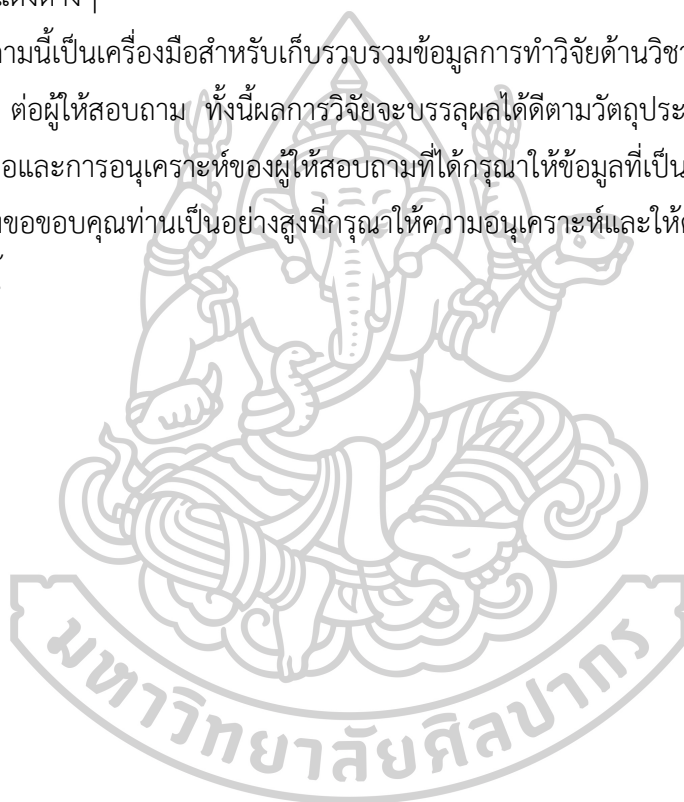 ามนี้เป็นเครื่องมือสำหรับเก็บรวบรวมข้อมูลการทำวิจัยด้านวิชา
ต่อผู้ให้สอบถาม ทั้งนี้ผลการวิจัยจะบรรลุผลได้ดีตามวัตถุประ
อและการอนุเคราะห์ของผู้ให้สอบถามที่ได้กรุณาให้ข้อมูลที่เป็น
ขอขอบคุณท่านเป็นอย่างสูงที่กรุณาให้ความอนุเคราะห์และให้
มหาวิทยาลัยศิลปากร